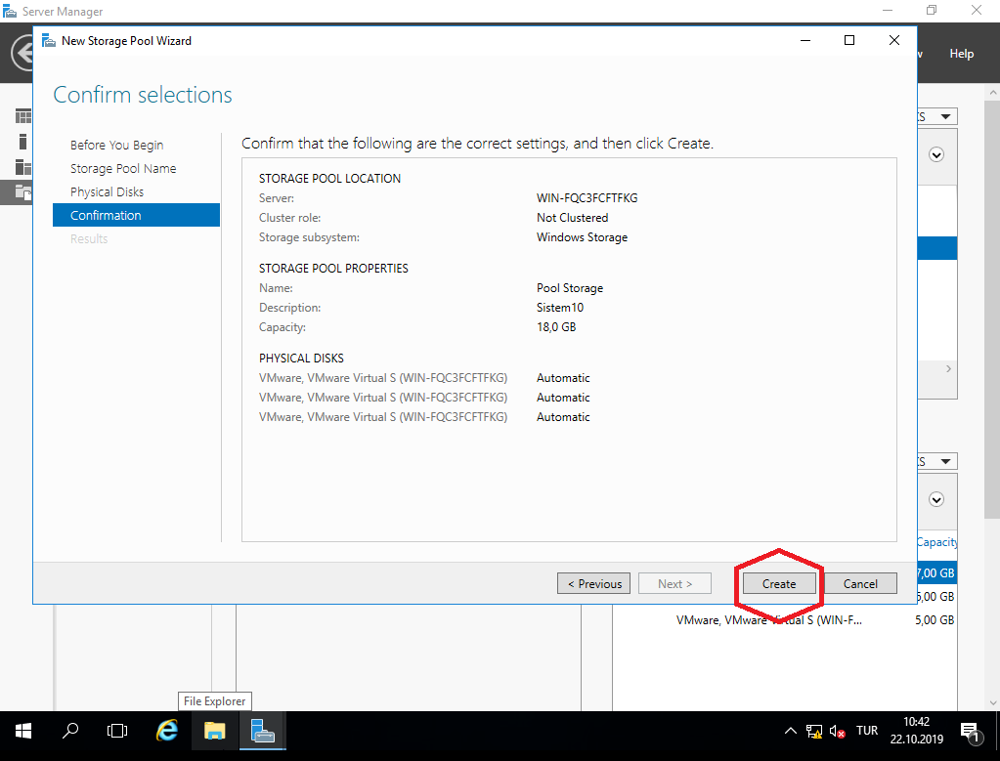 Server Manager
New Storage Pool Wizard
Help
Confirm selections
Before You Begin
Storage Pool Name
Physical Disks
Confirmation
Results
Confirm that the following are the correct settings, and then click Create.
STORAGE POOL LOCATION
Server: WIN-FQC3FCFTFKG
Cluster role: Not Clustered
Storage subsystem: Windows Storage
STORAGE POOL PROPERTIES
Name: Pool Storage
Description: Sistem10
Capacity: 18,0 GB
PHYSICAL DISKS
VMware, VMware Virtual S (WIN-FQC3FCFTFKG) Automatic
VMware, VMware Virtual S (WIN-FQC3FCFTFKG) Automatic
VMware, VMware Virtual S (WIN-FQC3FCFTFKG) Automatic
Capacity
7,00 GB
6,00 GB
VMware, VMware Virtual S (WIN-F... 5,00 GB
< Previous
Next >
Create
Cancel
File Explorer
TUR
10:42
22.10.2019
1